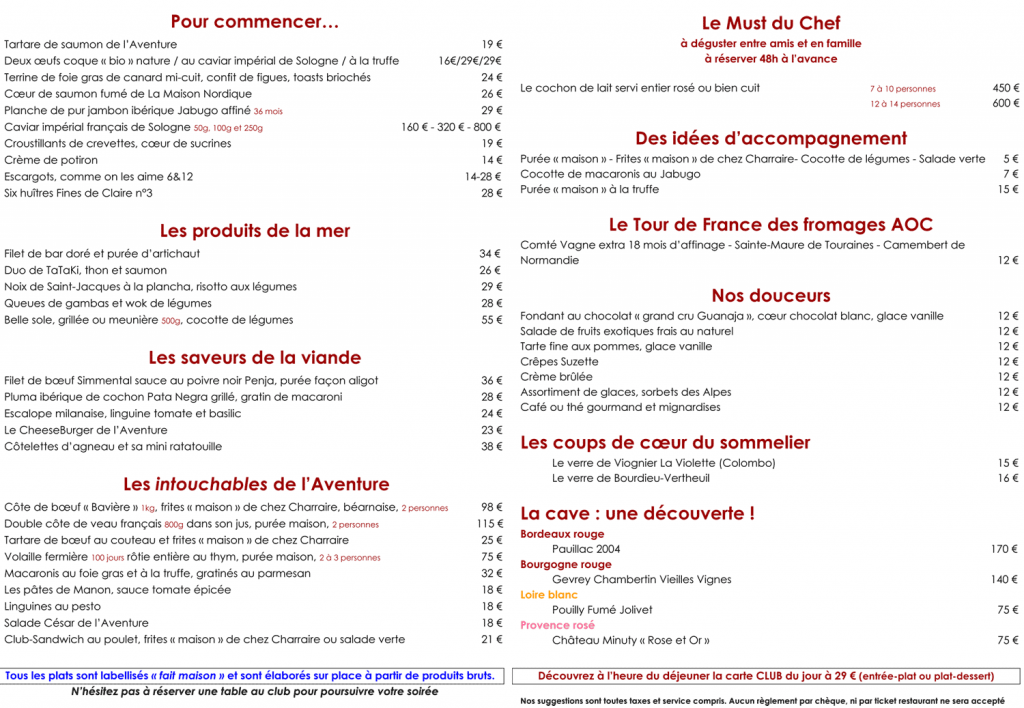 Pour commencer…
Tartare de saumon de l'Aventure 19 €
Deux œufs coque « bio » nature / au caviar impérial de Sologne / à la truffe 16€/29€/29€
Terrine de foie gras de canard mi-cuit, confit de figues, toasts briochés 24 €
Cœur de saumon fumé de La Maison Nordique 26 €
Planche de pur jambon ibérique Jabugo affiné 36 mois 29 €
Caviar impérial français de Sologne 50g, 100g et 250g 160 € - 320 € - 800 €
Croustillants de crevettes, cœur de sucrines 19 €
Crème de potiron 14 €
Escargots, comme on les aime 6&12 14-28 €
Six huîtres Fines de Claire n°3 28 €
Les produits de la mer
Filet de bar doré et purée d'artichaut 34 €
Duo de TaTaKi, thon et saumon 26 €
Noix de Saint-Jacques à la plancha, risotto aux légumes 29 €
Queues de gambas et wok de légumes 28 €
Belle sole, grillée ou meunière 500g, cocotte de légumes 55 €
Les saveurs de la viande
Filet de bœuf Simmental sauce au poivre noir Penja, purée façon aligot 36 €
Pluma ibérique de cochon Pata Negra grillé, gratin de macaroni 28 €
Escalope milanaise, linguine tomate et basilic 24 €
Le CheeseBurger de l'Aventure 23 €
Côtelettes d'agneau et sa mini ratatouille 38 €
Les intouchables de l'Aventure
Côte de bœuf « Bavière » 1kg, frites « maison » de chez Charraire, béarnaise, 2 personnes 98 €
Double côte de veau français 800g dans son jus, purée maison, 2 personnes 115 €
Tartare de bœuf au couteau et frites « maison » de chez Charraire 25 €
Volaille fermière 100 jours rôtie entière au thym, purée maison, 2 à 3 personnes 75 €
Macaronis au foie gras et à la truffe, gratinés au parmesan 32 €
Les pâtes de Manon, sauce tomate épicée 18 €
Linguines au pesto 18 €
Salade César de l'Aventure 18 €
Club-Sandwich au poulet, frites « maison » de chez Charraire ou salade verte 21 €
Tous les plats sont labellisés « fait maison » et sont élaborés sur place à partir de produits bruts.
N'hésitez pas à réserver une table au club pour poursuivre votre soirée
Le Must du Chef
à déguster entre amis et en famille
à réserver 48h à l'avance
Le cochon de lait servi entier rosé ou bien cuit 7 à 10 personnes 450 €
12 à 14 personnes 600 €
Des idées d'accompagnement
Purée « maison » - Frites « maison » de chez Charraire- Cocotte de légumes - Salade verte 5 €
Cocotte de macaronis au Jabugo 7 €
Purée « maison » à la truffe 15 €
Le Tour de France des fromages AOC
Comté Vagne extra 18 mois d'affinage - Sainte-Maure de Touraines - Camembert de
Normandie 12 €
Nos douceurs
Fondant au chocolat « grand cru Guanaja », cœur chocolat blanc, glace vanille 12 €
Salade de fruits exotiques frais au naturel 12 €
Tarte fine aux pommes, glace vanille 12 €
Crêpes Suzette 12 €
Crème brûlée 12 €
Assortiment de glaces, sorbets des Alpes 12 €
Café ou thé gourmand et mignardises 12 €
Les coups de cœur du sommelier
Le verre de Viognier La Violette (Colombo) 15 €
Le verre de Bourdieu-Vertheuil 16 €
La cave : une découverte !
Bordeaux rouge
Pauillac 2004 170 €
Bourgogne rouge
Gevrey Chambertin Vieilles Vignes 140 €
Loire blanc
Pouilly Fumé Jolivet 75 €
Provence rosé
Château Minuty « Rose et Or » 75 €
Découvrez à l'heure du déjeuner la carte CLUB du jour à 29 € (entrée-plat ou plat-dessert)
Nos suggestions sont toutes taxes et service compris. Aucun règlement par chèque, ni par ticket restaurant ne sera accepté